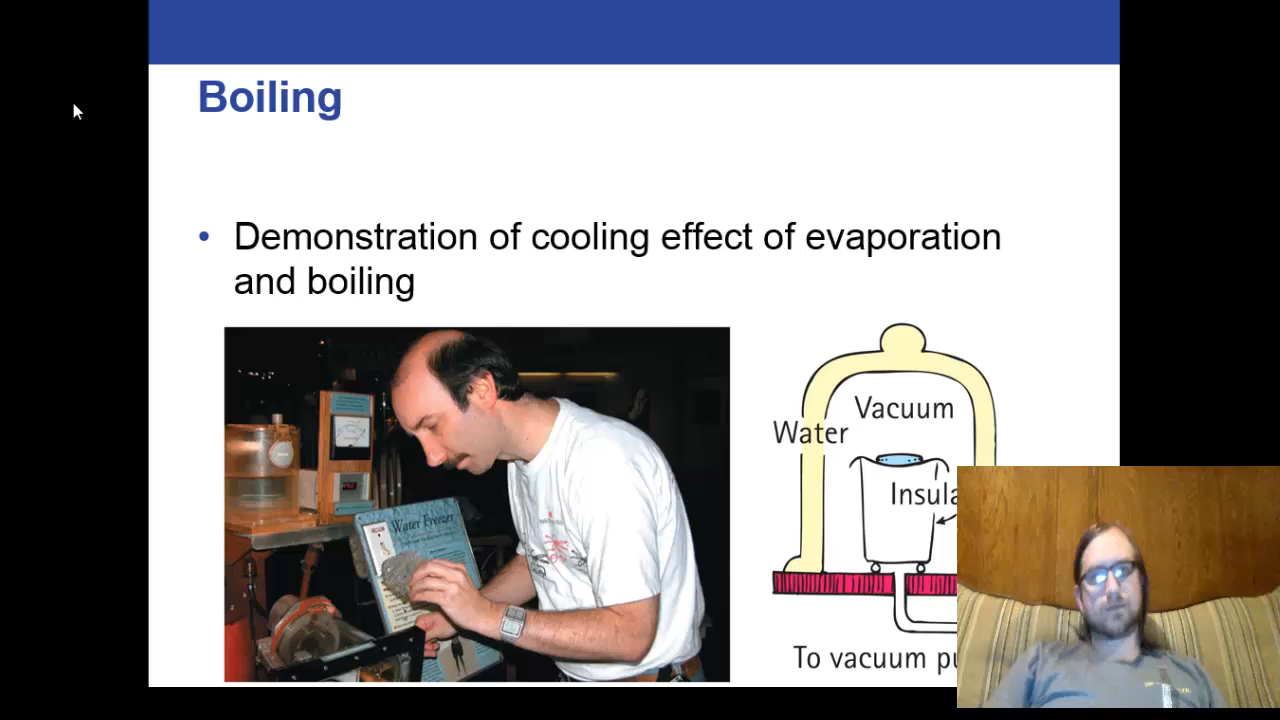 Boiling
• Demonstration of cooling effect of evaporation
and boiling
Water Freezer
Vacuum
Water
Insula
To vacuum pu